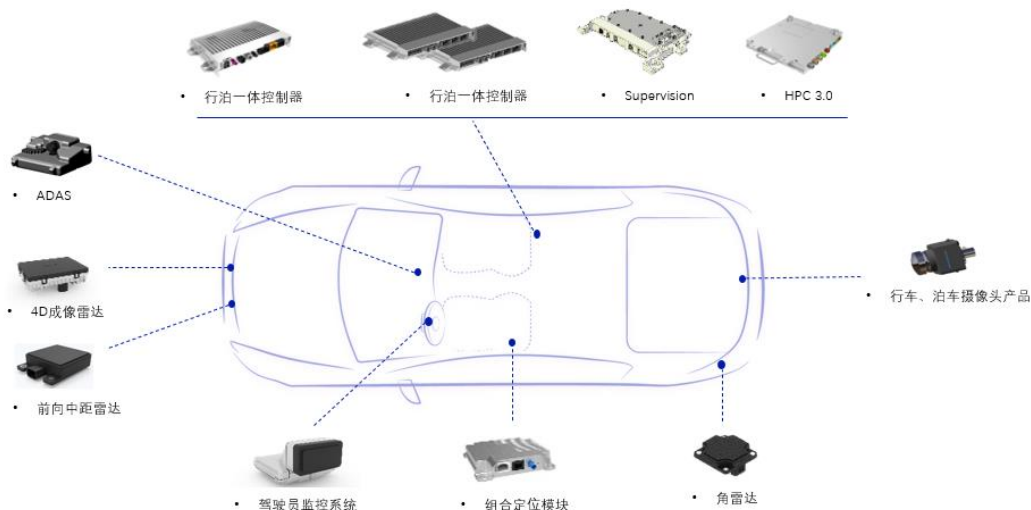 • 行泊一体控制器
• 行泊一体控制器
• Supervision
• HPC 3.0
• ADAS
• 4D成像雷达
• 行车、泊车摄像头产品
• 前向中距雷达
• 驾驶员监控系统
• 组合定位模块
• 角雷达